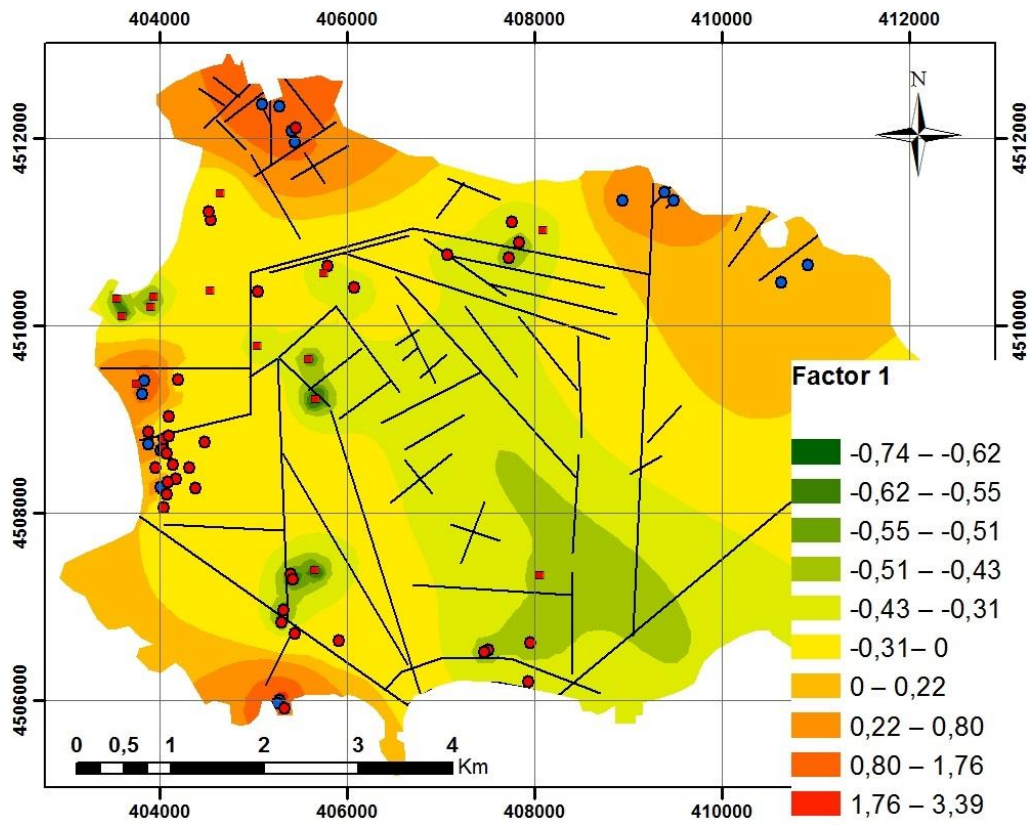 404000 406000 408000 410000 412000
N
4512000 4512000
4510000 4510000
Factor 1
-0,74 – -0,62
-0,62 – -0,55
-0,55 – -0,51
-0,51 – -0,43
4508000
-0,43 – -0,31
-0,31– 0
0 – 0,22
4506000
0,22 – 0,80
0 0,5 1 2 3 4
Km
0,80 – 1,76
1,76 – 3,39
404000 406000 408000 410000